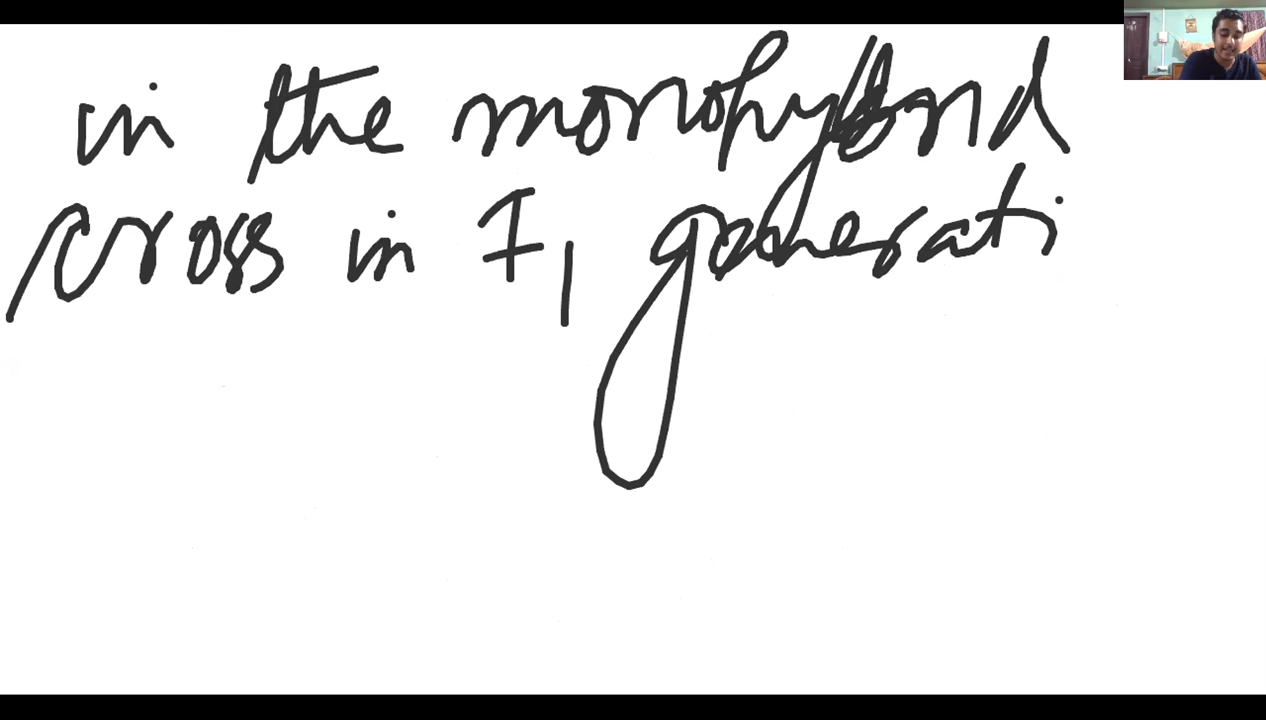 in the monohybrid
cross in F1 generati